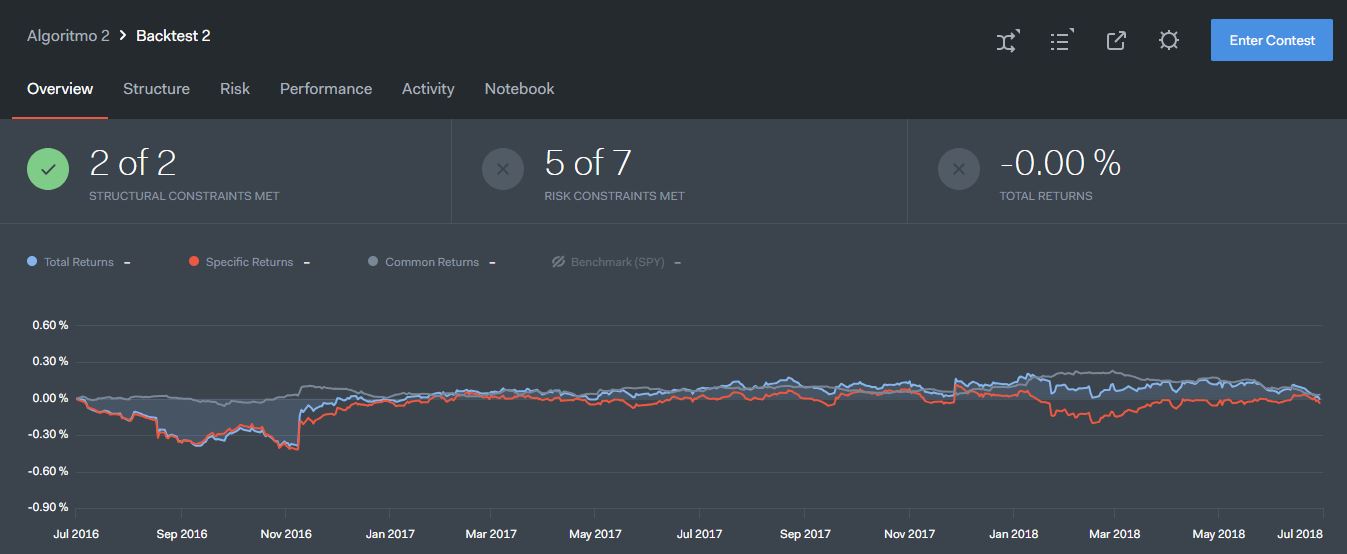 Algoritmo 2 > Backtest 2
Enter Contest
Overview Structure Risk Performance Activity Notebook
2 of 2
STRUCTURAL CONSTRAINTS MET
5 of 7
RISK CONSTRAINTS MET
-0.00 %
TOTAL RETURNS
Total Returns – Specific Returns – Common Returns – Benchmark (SPY) –
0.60 %
0.30 %
0.00 %
-0.30 %
-0.60 %
-0.90 %
Jul 2016 Sep 2016 Nov 2016 Jan 2017 Mar 2017 May 2017 Jul 2017 Sep 2017 Nov 2017 Jan 2018 Mar 2018 May 2018 Jul 2018